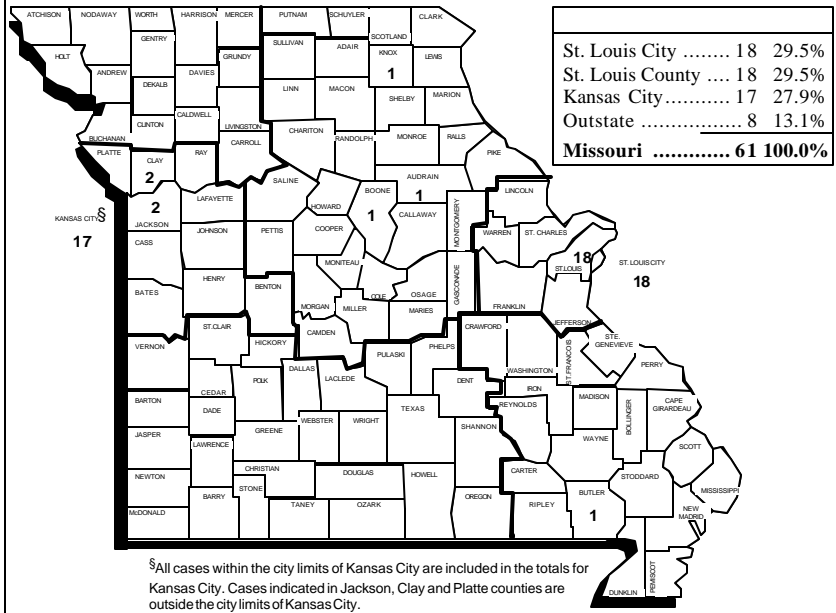 ATCHISON NODAWAY WORTH HARRISON MERCER PUTNAM SCHUYLER CLARK
SCOTLAND
GENTRY
SULLIVAN ADAIR KNOX LEWIS
1
HOLT
GRUNDY
ANDREW DAVIES
DEKALB LINN MACON
SHELBY MARION
CALDWELL
CLINTON LIVINGSTON CHARITON
BUCHANAN RANDOLPH MONROE RALLS
PLATTE CLAY RAY CARROLL
PIKE
2
SALINE AUDRAIN
1
LAFAYETTE HOWARD BOONE
1
LINCOLN
2
CALLAWAY MONTGOMERY
KANSAS CITY§
17
JACKSON
JOHNSON PETTIS COOPER WARREN ST. CHARLES
CASS
MONITEAU
18
ST.LOUIS
ST. LOUIS CITY
18
HENRY BENTON COLE OSAGE GASCONADE
BATES
MORGAN MILLER MARIES FRANKLIN JEFFERSON
ST.CLAIR CAMDEN CRAWFORD
VERNON HICKORY PULASKI PHELPS STE.
GENEVIEVE
DALLAS WASHINGTON ST. FRANCOIS PERRY
CEDAR POLK LACLEDE DENT IRON
BARTON DADE TEXAS REYNOLDS MADISON BOLLINGER CAPE
GIRARDEAU
JASPER LAWRENCE GREENE WEBSTER WRIGHT SHANNON WAYNE
SCOTT
NEWTON CHRISTIAN DOUGLAS HOWELL CARTER STODDARD
BARRY STONE OREGON RIPLEY BUTLER
1
MISSISSIPPI
McDONALD TANEY OZARK NEW
MADRID
DUNKLIN PEMISCOT
St. Louis City ........ 18 29.5%
St. Louis County .... 18 29.5%
Kansas City........... 17 27.9%
Outstate ................. 8 13.1%
Missouri ............. 61 100.0%
§All cases within the city limits of Kansas City are included in the totals for
Kansas City. Cases indicated in Jackson, Clay and Platte counties are
outside the city limits of Kansas City.